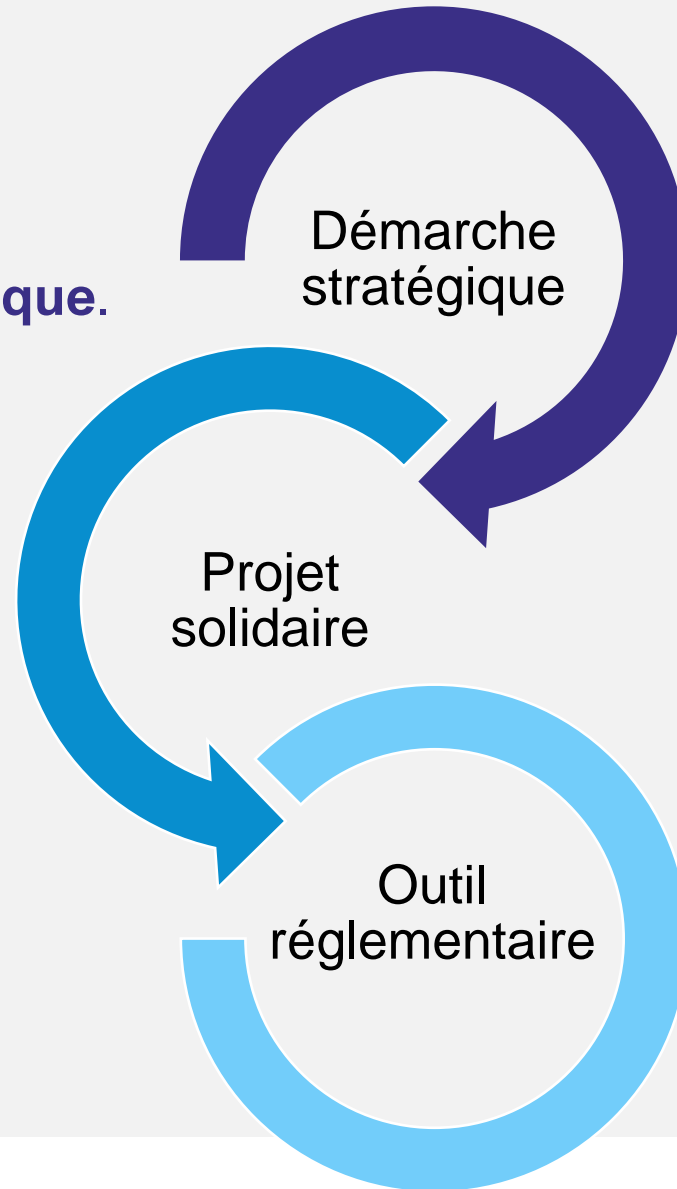 Démarche
stratégique
que.
Projet
solidaire
Outil
réglementaire